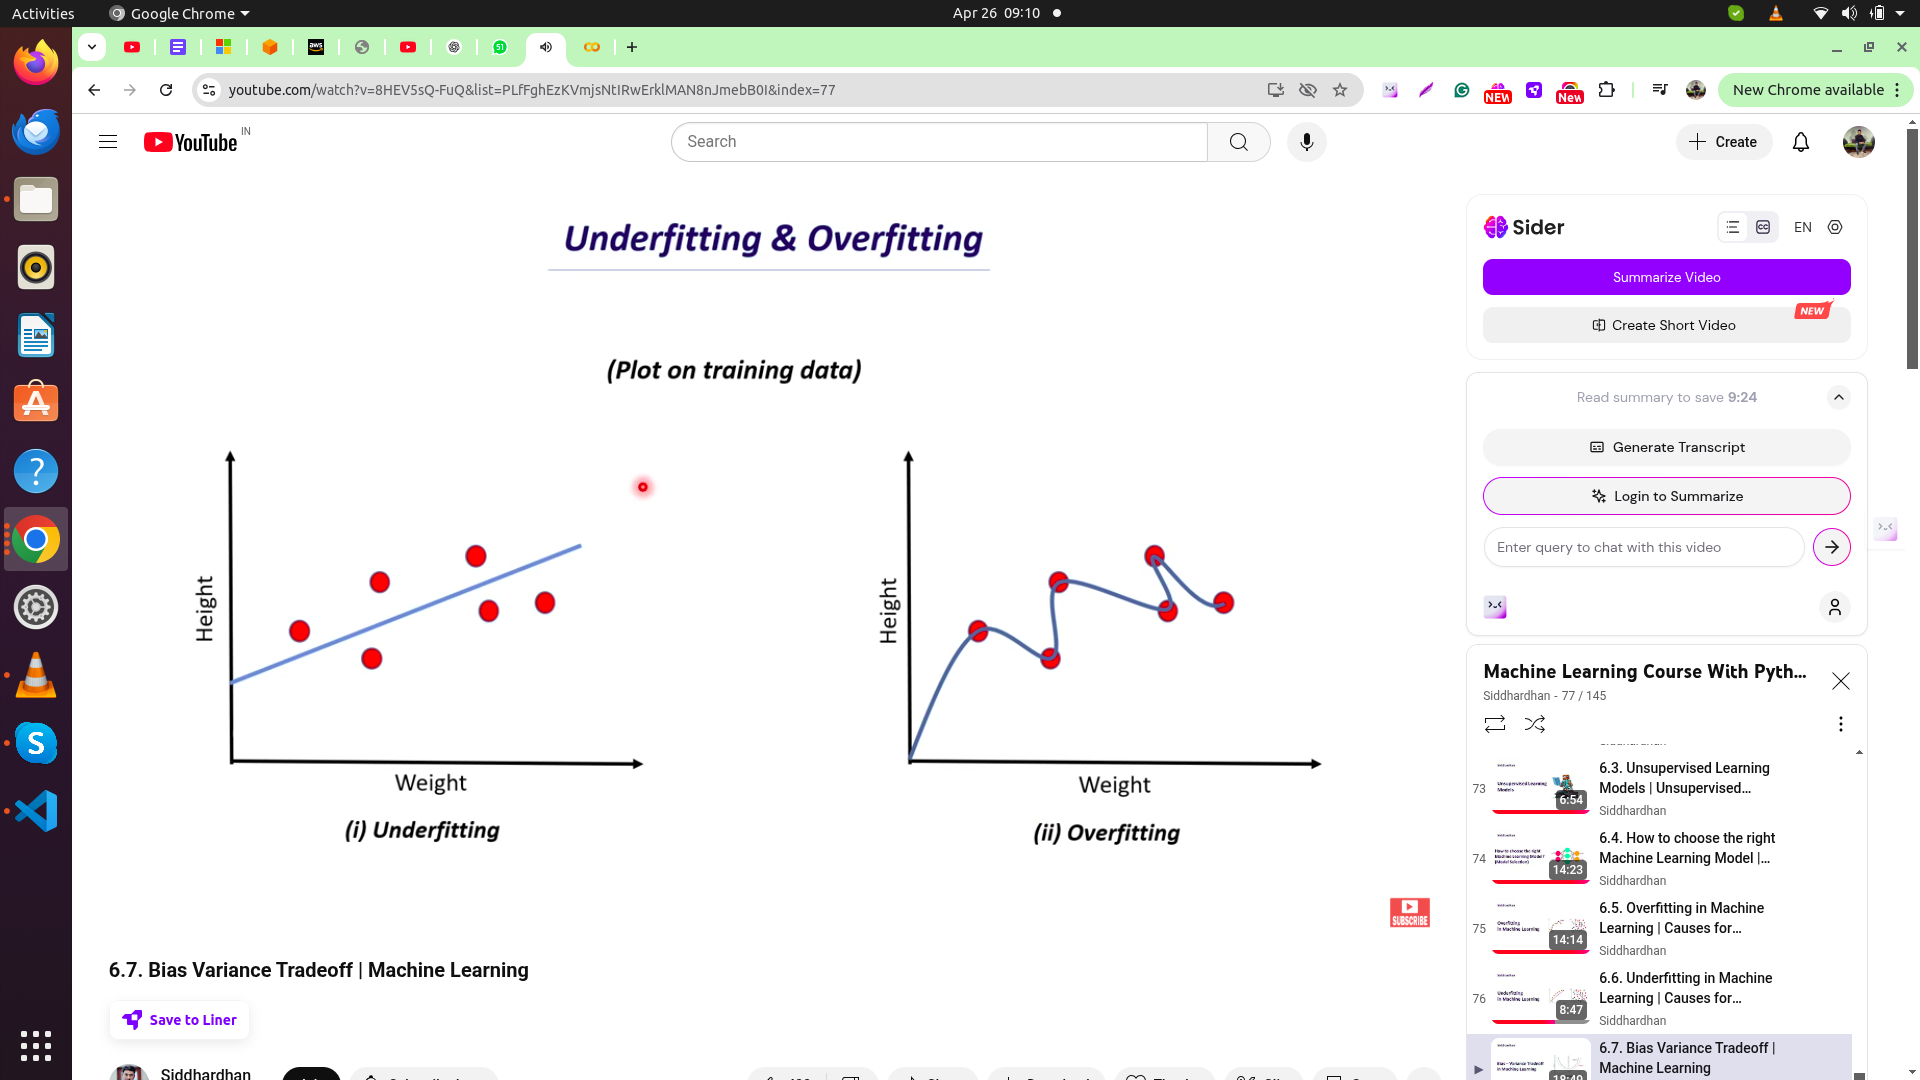 Activities
Google Chrome
Apr 26 09:10
youtube.com/watch?v=8HEV5sQ-FuQ&list=PLfFghEzKVmjsNtIRwErklMAN8nJmebB0I&index=77
NEW
New
New Chrome available
YouTube
IN
Search
Create
Underfitting & Overfitting
(Plot on training data)
Height
Weight
(i) Underfitting
Height
Weight
(ii) Overfitting
SUBSCRIBE
6.7. Bias Variance Tradeoff | Machine Learning
Save to Liner
Siddhardhan
Sider
EN
Summarize Video
NEW
Create Short Video
Read summary to save 9:24
Generate Transcript
Login to Summarize
Enter query to chat with this video
Machine Learning Course With Pyth...
Siddhardhan - 77 / 145
73
6:54
6.3. Unsupervised Learning
Models | Unsupervised...
Siddhardhan
74
14:23
6.4. How to choose the right
Machine Learning Model |...
Siddhardhan
75
14:14
6.5. Overfitting in Machine
Learning | Causes for...
Siddhardhan
76
8:47
6.6. Underfitting in Machine
Learning | Causes for...
Siddhardhan
6.7. Bias Variance Tradeoff |
Machine Learning